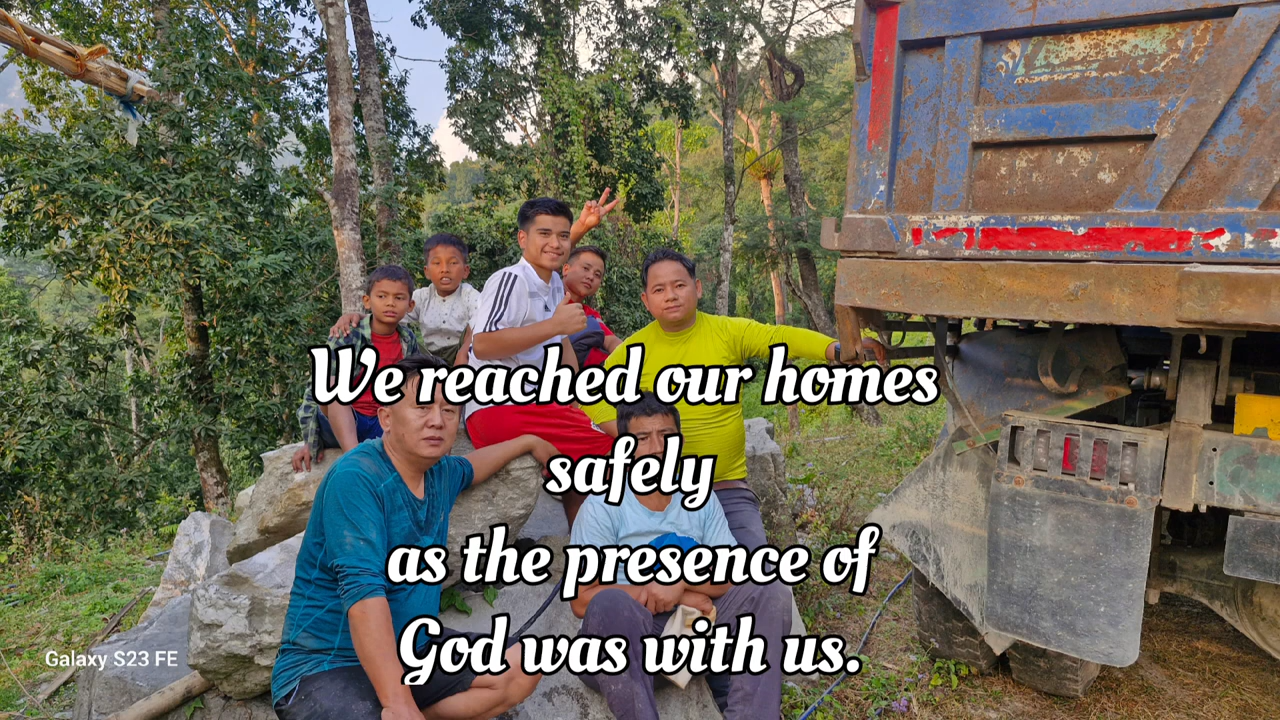 We reached our homes
safely
as the presence of
God was with us.
Galaxy S23 FE